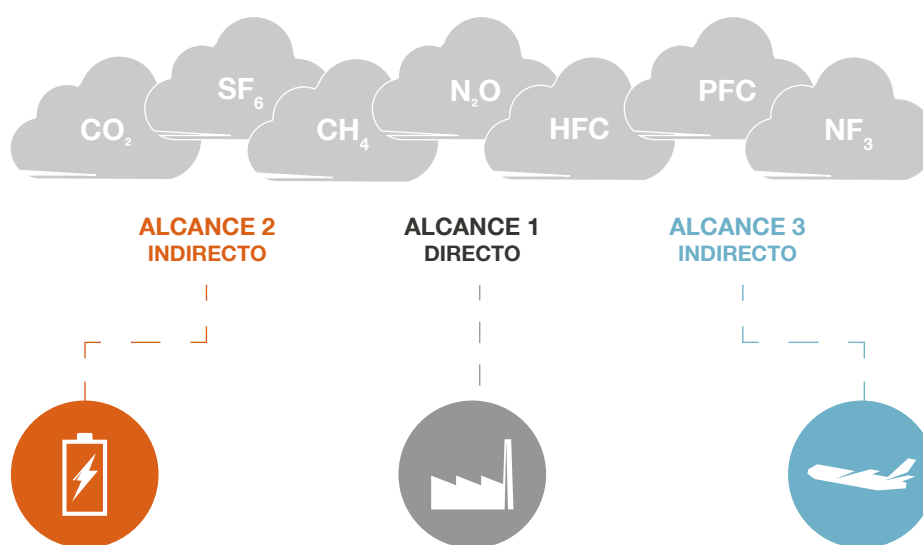 CO₂
SF₆
CH₄
N₂O
HFC
PFC
NF₃
ALCANCE 2
INDIRECTO
ALCANCE 1
DIRECTO
ALCANCE 3
INDIRECTO